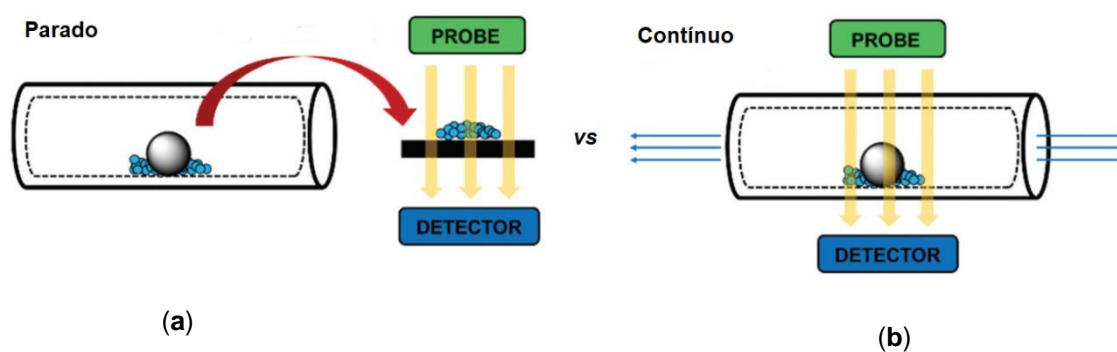 Parado
PROBE
DETECTOR
(a)
vs
Contínuo
PROBE
DETECTOR
(b)